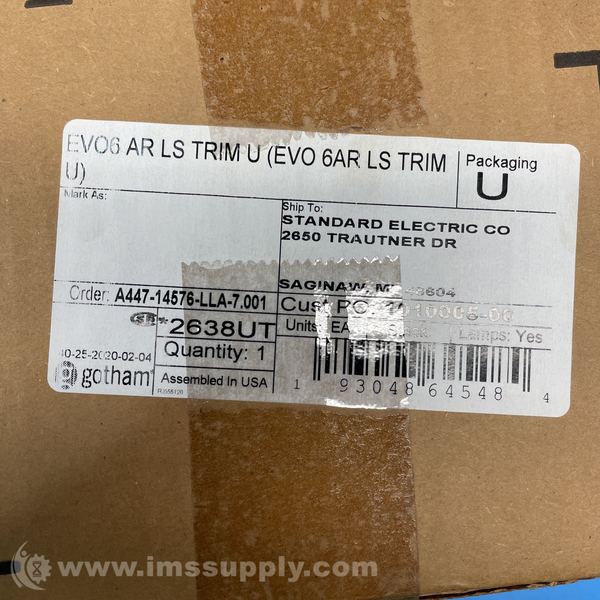 EVO6 AR LS TRIM U (EVO 6AR LS TRIM U)
Packaging
U
Mark As:
Ship To:
STANDARD ELECTRIC CO
2650 TRAUTNER DR
SAGINAW,
Order: A447-14576-LLA-7.001
Cust PO:
*2638UT
Units: EA
Lamps: Yes
Quantity: 1
10-25-2020-02-04
gotham
Assembled In USA
1 93048 64548 4
www.imssupply.com